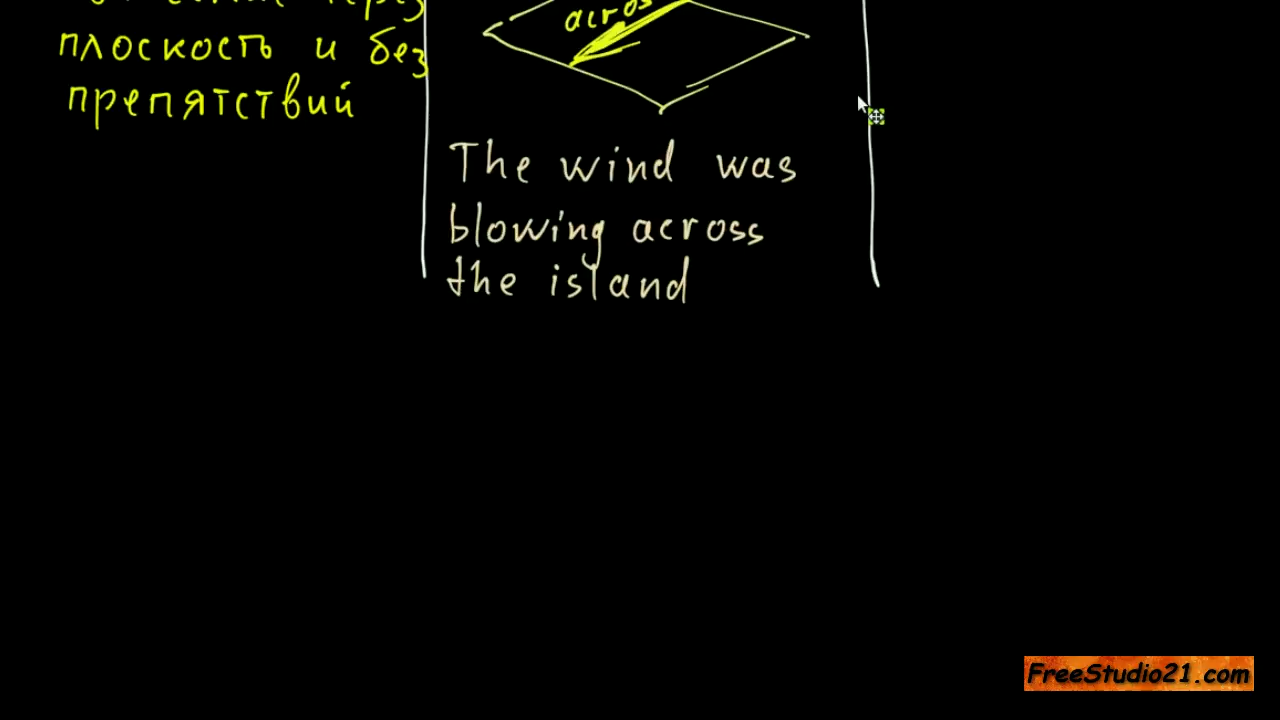 плоскость и без
препятствий
across
The wind was
blowing across
the island
FreeStudio21.com